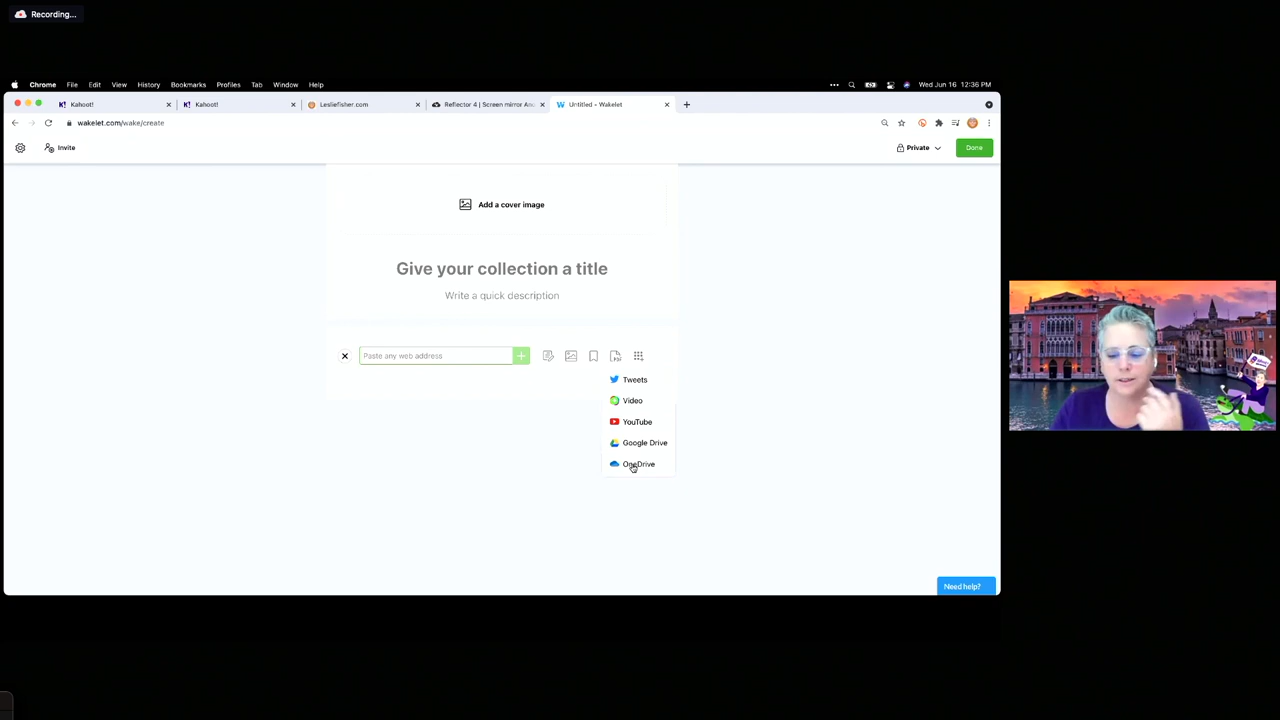 Recording...
Chrome File Edit View History Bookmarks Profiles Tab Window Help
Wed Jun 16 12:36 PM
Kahoot!
Kahoot!
Lesliefisher.com
Reflector 4 | Screen mirror And
Untitled - Wakelet
wakelet.com/wake/create
Invite
Private
Done
Add a cover image
Give your collection a title
Write a quick description
Paste any web address
PDF
Tweets
Video
YouTube
Google Drive
OneDrive
Need help?